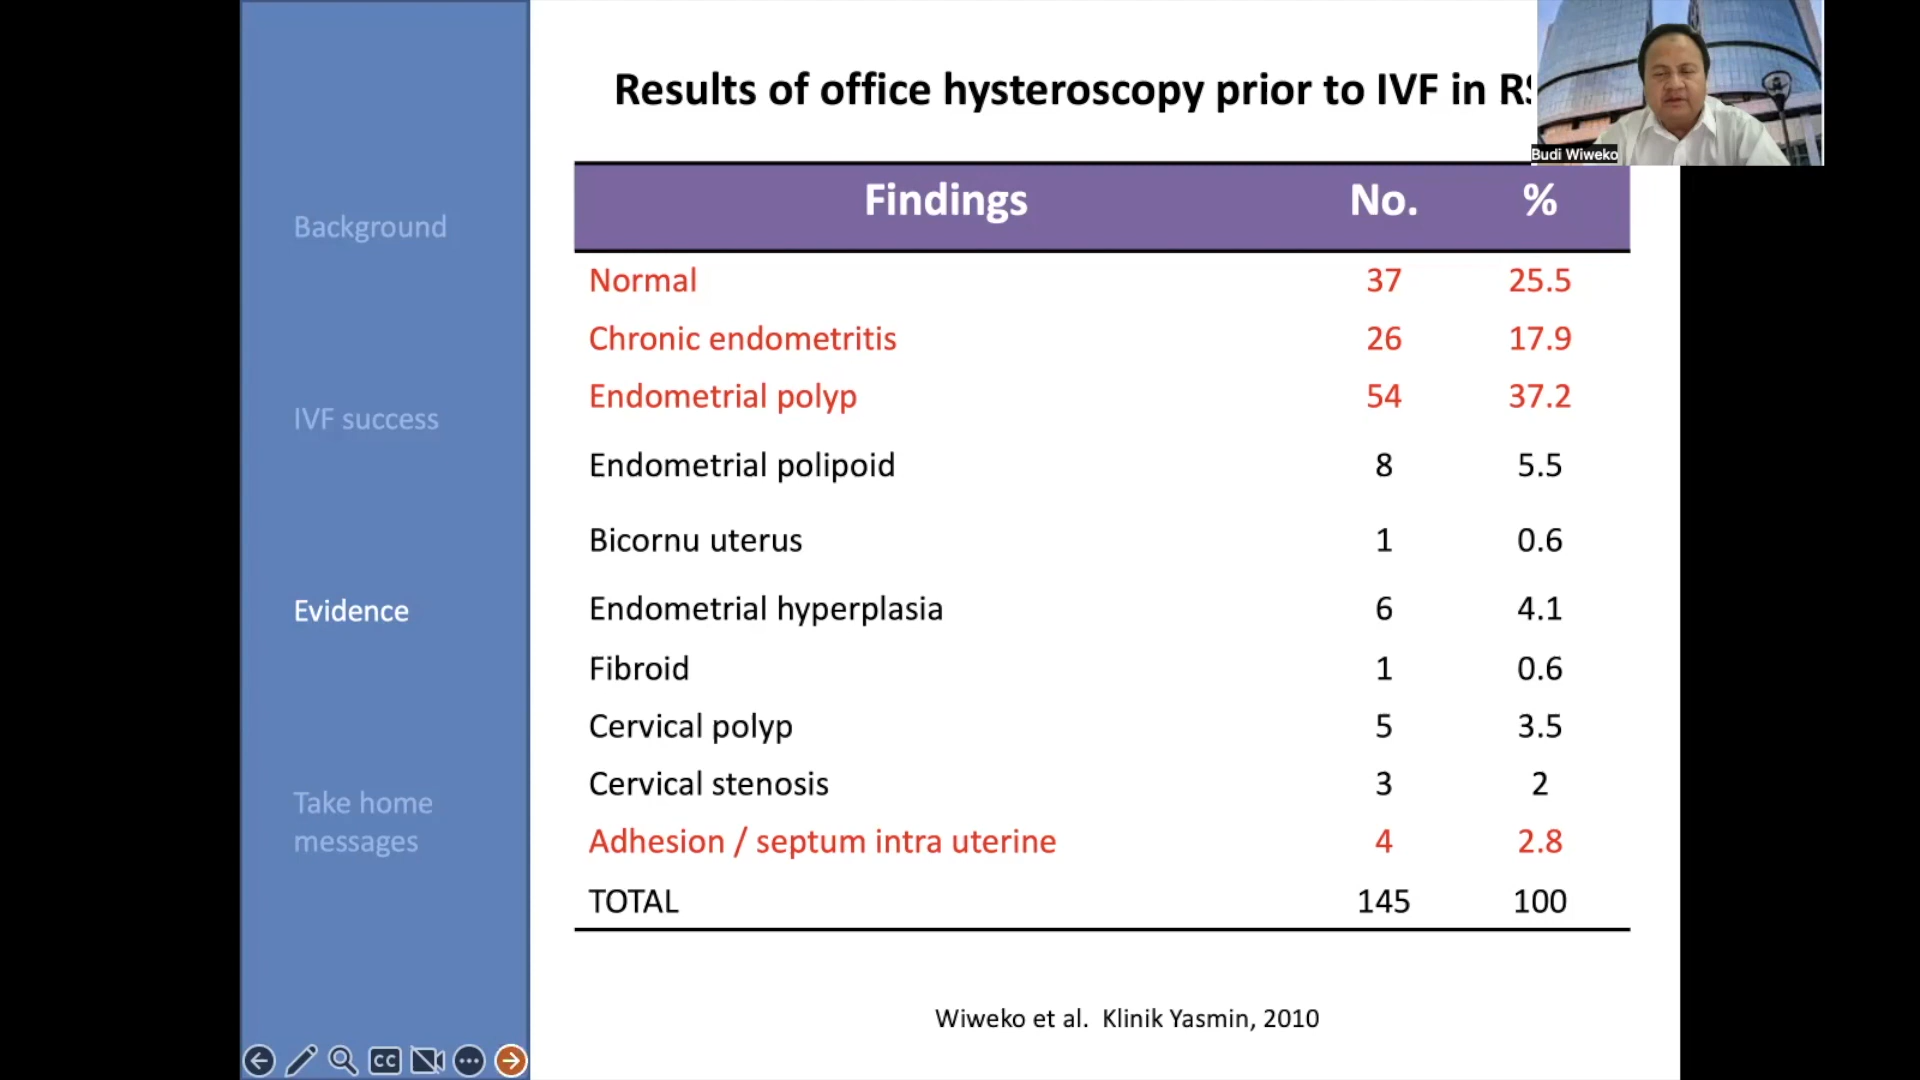 Results of office hysteroscopy prior to IVF in
Budi Wiweko
Background
IVF success
Evidence
Take home
messages
Findings No. %
Normal 37 25.5
Chronic endometritis 26 17.9
Endometrial polyp 54 37.2
Endometrial polipoid 8 5.5
Bicornu uterus 1 0.6
Endometrial hyperplasia 6 4.1
Fibroid 1 0.6
Cervical polyp 5 3.5
Cervical stenosis 3 2
Adhesion / septum intra uterine 4 2.8
TOTAL 145 100
Wiweko et al. Klinik Yasmin, 2010
CC